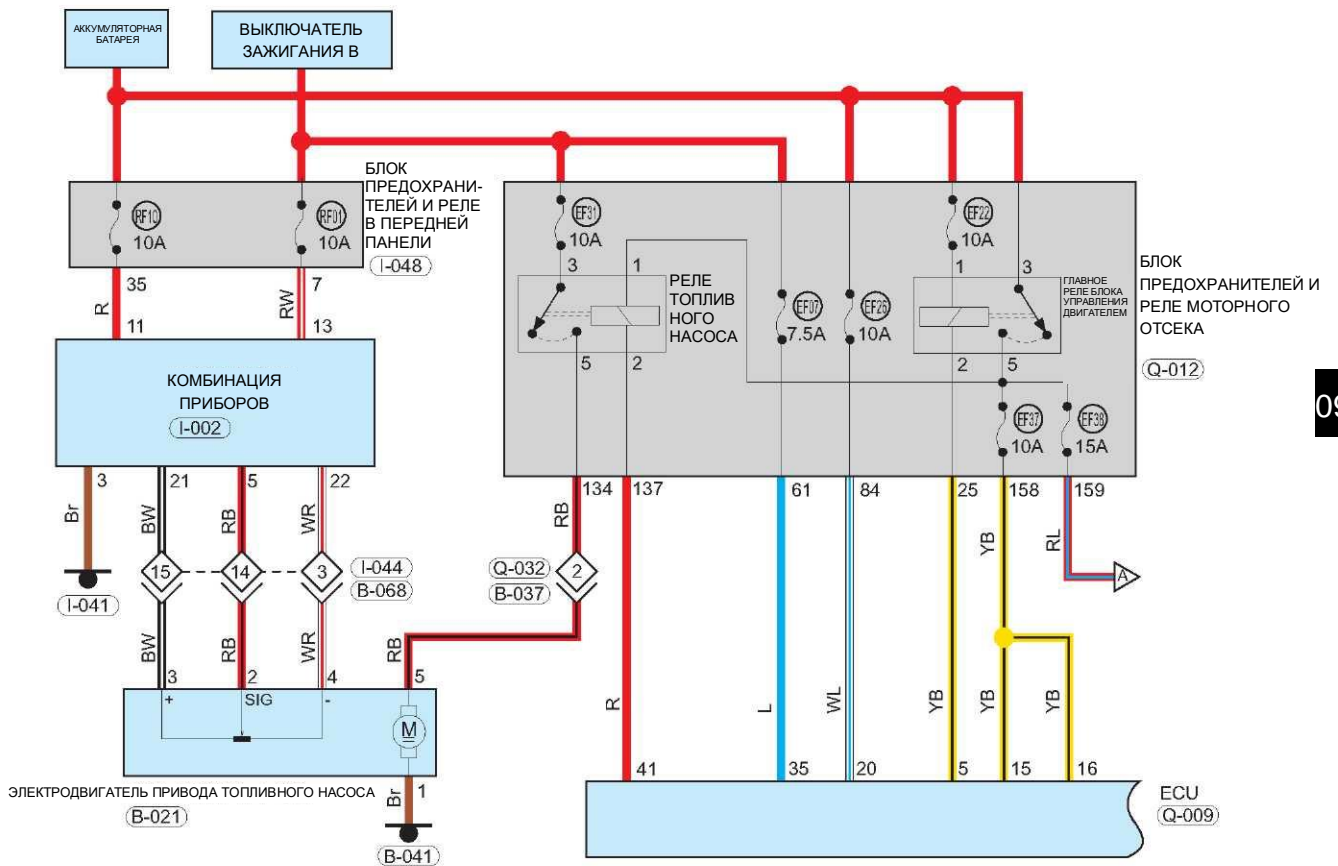 АККУМУЛЯТОРНАЯ
БАТАРЕЯ
ВЫКЛЮЧАТЕЛЬ
ЗАЖИГАНИЯ В
БЛОК
ПРЕДОХРАНИ-
ТЕЛЕЙ И РЕЛЕ
В ПЕРЕДНЕЙ
ПАНЕЛИ
I-048
RF10
10A
RF01
10A
35
7
R
RW
11
13
КОМБИНАЦИЯ
ПРИБОРОВ
I-002
3
21
5
22
Br
BW
RB
WR
I-041
15
14
3
I-044
B-068
BW
RB
WR
RB
3
2
4
5
+
SIG
-
M
ЭЛЕКТРОДВИГАТЕЛЬ ПРИВОДА ТОПЛИВНОГО НАСОСА
B-021
Br
1
B-041
EF31
10A
3
1
РЕЛЕ
ТОПЛИВ
НОГО
НАСОСА
5
2
EF07
7.5A
EF26
10A
EF22
10A
1
3
ГЛАВНОЕ
РЕЛЕ БЛОКА
УПРАВЛЕНИЯ
ДВИГАТЕЛЕМ
2
5
EF37
10A
EF38
15A
БЛОК
ПРЕДОХРАНИТЕЛЕЙ И
РЕЛЕ МОТОРНОГО
ОТСЕКА
Q-012
09
134
137
61
84
25
158
159
RB
YB
RL
Q-032
B-037
2
A
R
L
WL
YB
YB
YB
41
35
20
5
15
16
ECU
Q-009